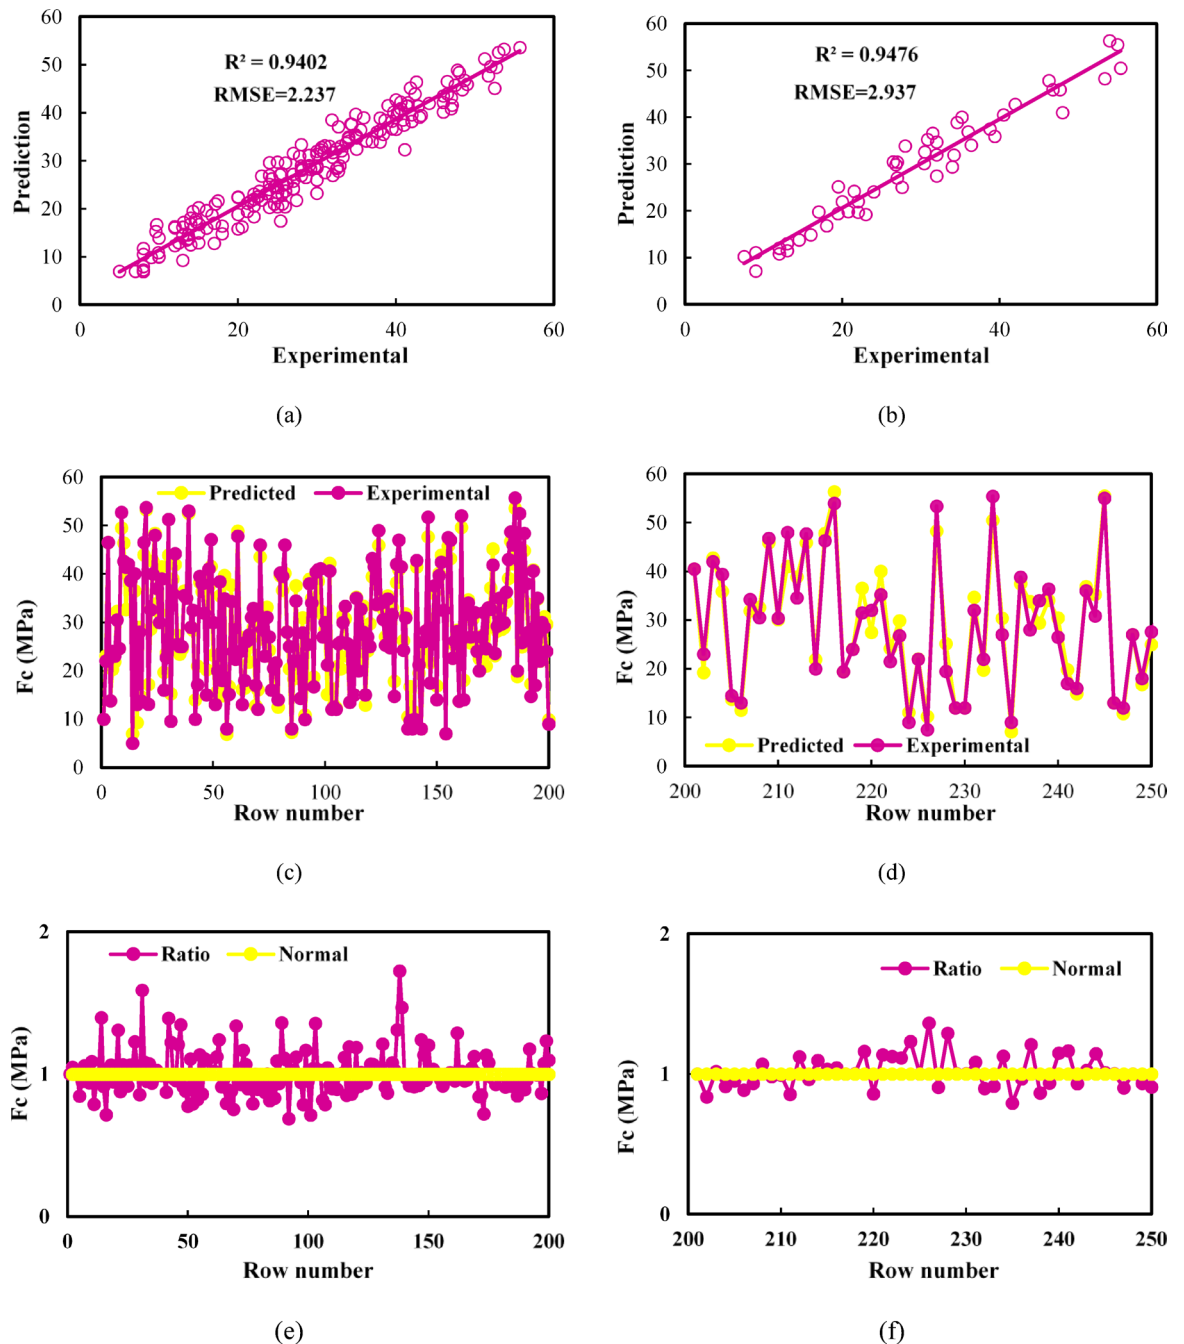 60
50
40
30
20
10
0
Prediction
R² = 0.9402
RMSE=2.237
0 20 40 60
Experimental
(a)
60
50
40
30
20
10
0
Prediction
R² = 0.9476
RMSE=2.937
0 20 40 60
Experimental
(b)
60
50
40
30
20
10
0
Fc (MPa)
Predicted Experimental
0 50 100 150 200
Row number
(c)
60
50
40
30
20
10
0
Fc (MPa)
Predicted Experimental
200 210 220 230 240 250
Row number
(d)
2
1
0
Fc (MPa)
Ratio Normal
0 50 100 150 200
Row number
(e)
2
1
0
Fc (MPa)
Ratio Normal
200 210 220 230 240 250
Row number
(f)